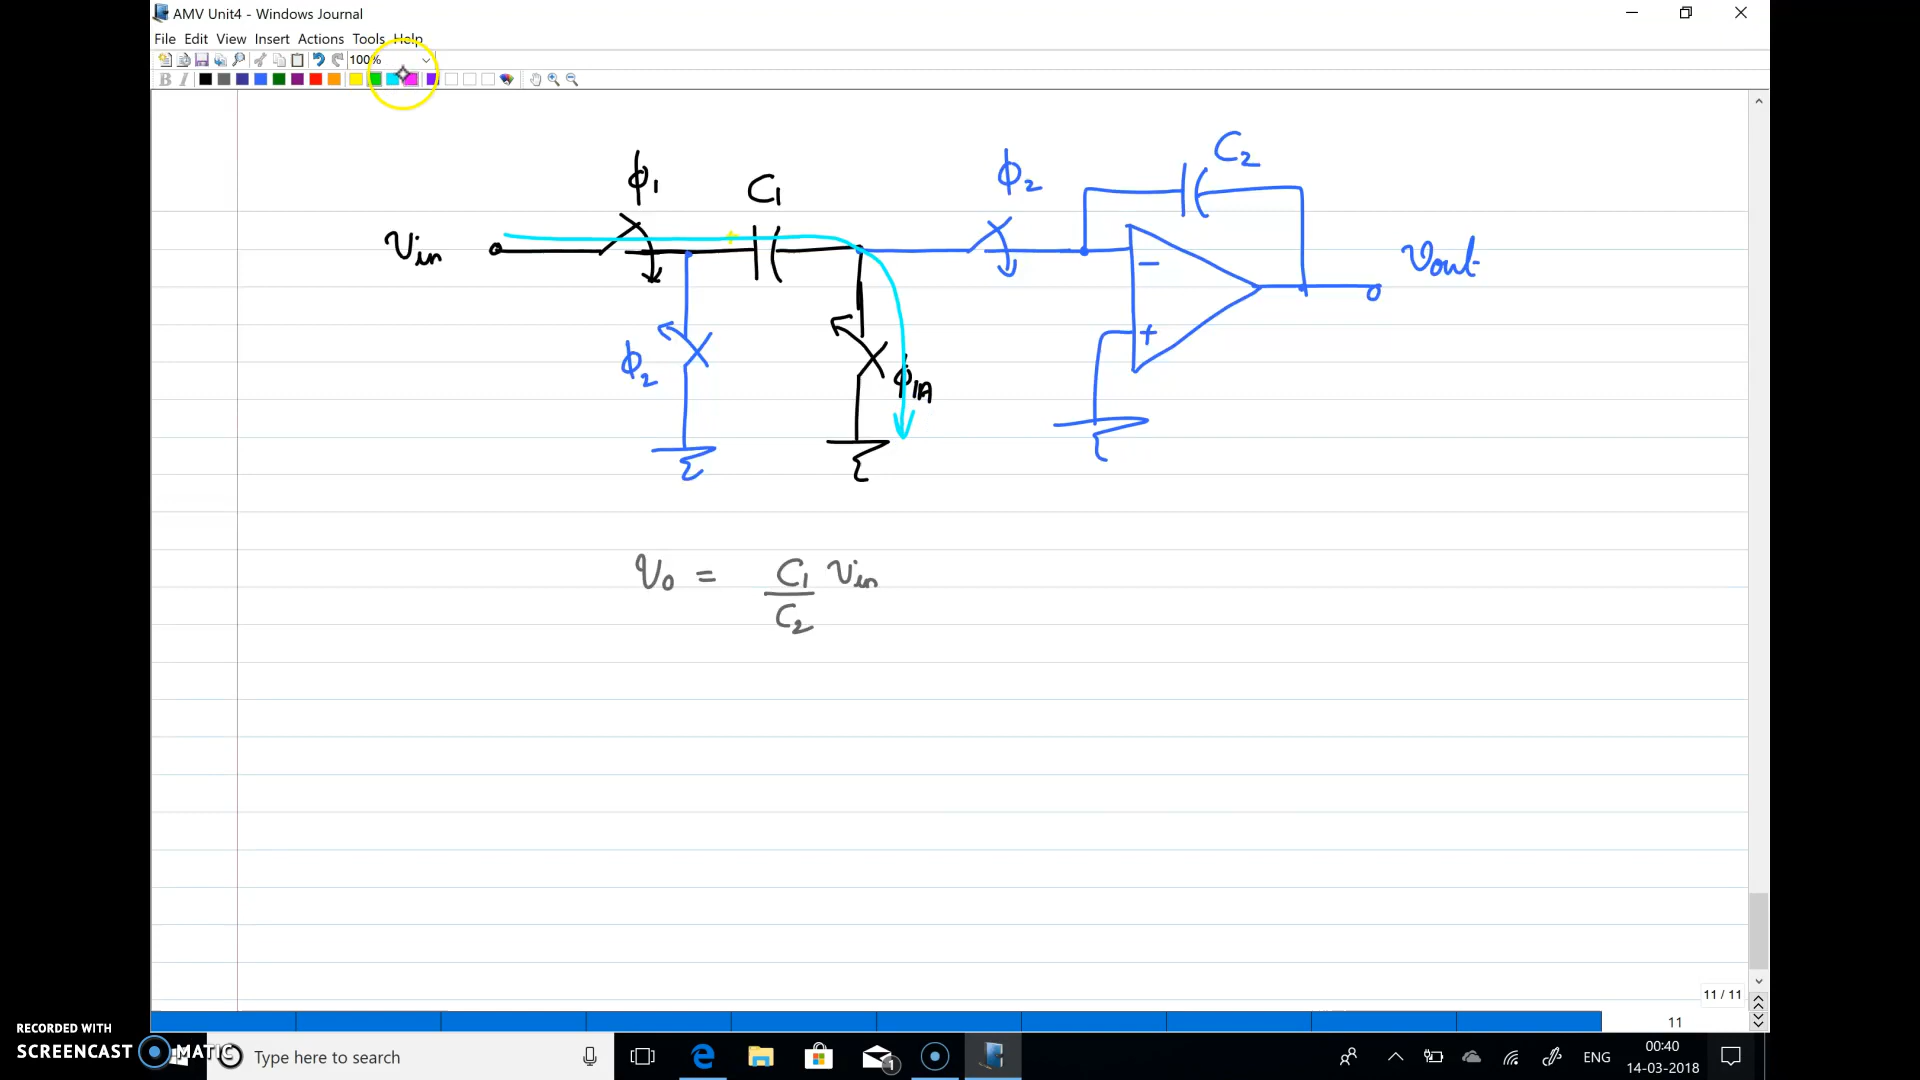 AMV Unit4 - Windows Journal
File Edit View Insert Actions Tools Help
100%
B I
C2
ϕ1 C1 ϕ2
Vin
Vout
−
+
ϕ2 ϕ1A
V0 = C1/C2 Vin
11 / 11
11
RECORDED WITH
SCREENCAST MATIC
Type here to search
1
ENG
00:40
14-03-2018